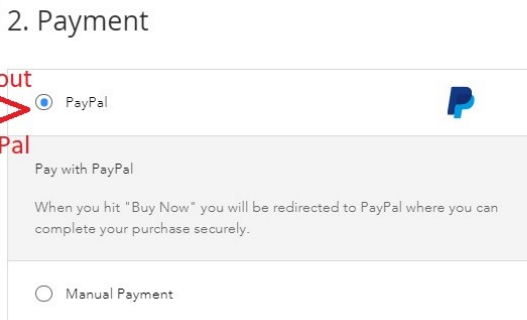 2. Payment
out
PayPal
Pal
Pay with PayPal
When you hit "Buy Now" you will be redirected to PayPal where you can
complete your purchase securely.
Manual Payment